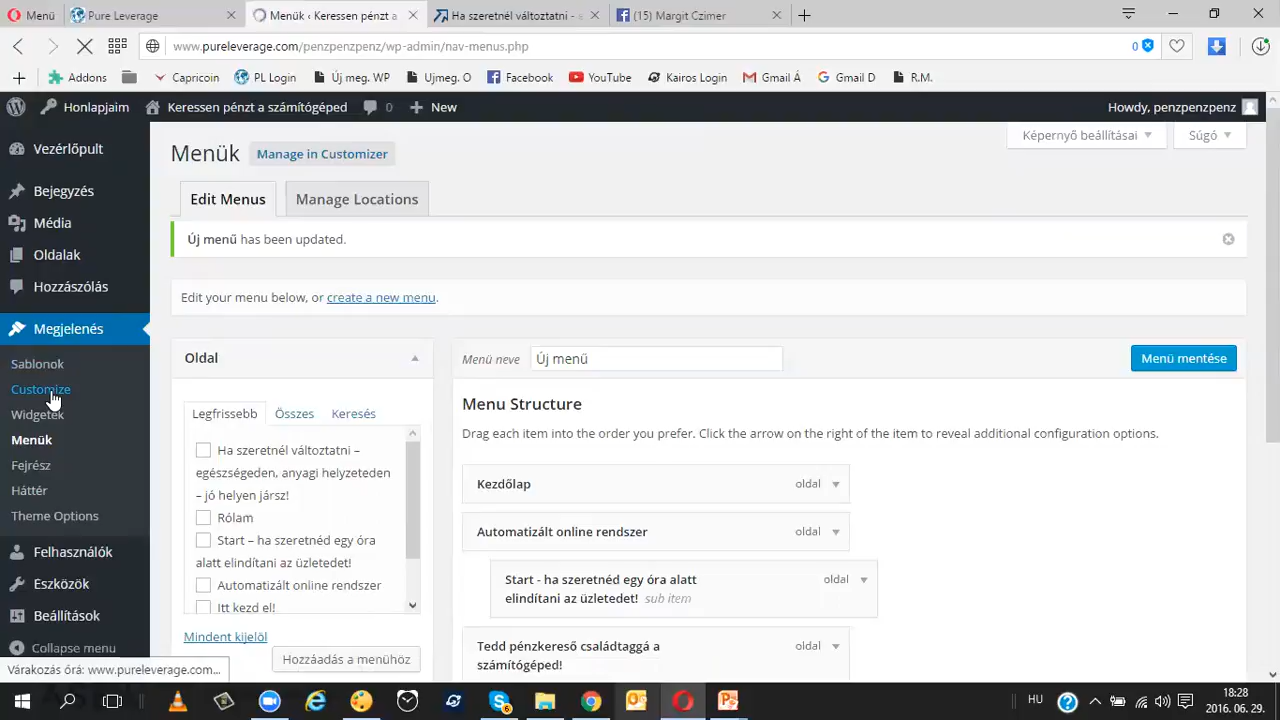 Menü
Pure Leverage
Menük ‹ Keressen pénzt a
Ha szeretnél változtatni - e
(15) Margit Czimer
www.pureleverage.com/penzpenzpenz/wp-admin/nav-menus.php
0
Addons
Capricoin
PL Login
Új meg. WP
Ujmeg. O
Facebook
YouTube
Kairos Login
Gmail Á
Gmail D
R.M.
Honlapjaim
Keressen pénzt a számítógéped
0
New
Howdy, penzpenzpenz
Vezérlőpult
Bejegyzés
Média
Oldalak
Hozzászólás
Megjelenés
Sablonok
Customize
Widgetek
Menük
Fejrész
Háttér
Theme Options
Felhasználók
Eszközök
Beállítások
Collapse menu
Várakozás óra: www.pureleverage.com...
Képernyő beállításai
Súgó
Menük
Manage in Customizer
Edit Menus
Manage Locations
Új menű has been updated.
Edit your menu below, or create a new menu.
Oldal
Legfrissebb
Összes
Keresés
Ha szeretnél változtatni –
egészségeden, anyagi helyzeteden
– jó helyen jársz!
Rólam
Start – ha szeretnéd egy óra
alatt elindítani az üzletedet!
Automatizált online rendszer
Itt kezd el!
Mindent kijelöl
Hozzáadás a menühöz
Menü neve
Új menű
Menü mentése
Menu Structure
Drag each item into the order you prefer. Click the arrow on the right of the item to reveal additional configuration options.
Kezdőlap
oldal
Automatizált online rendszer
oldal
Start - ha szeretnéd egy óra alatt
elindítani az üzletedet! sub item
oldal
Tedd pénzkereső családtaggá a
számítógéped!
oldal
HU
18:28
2016. 06. 29.